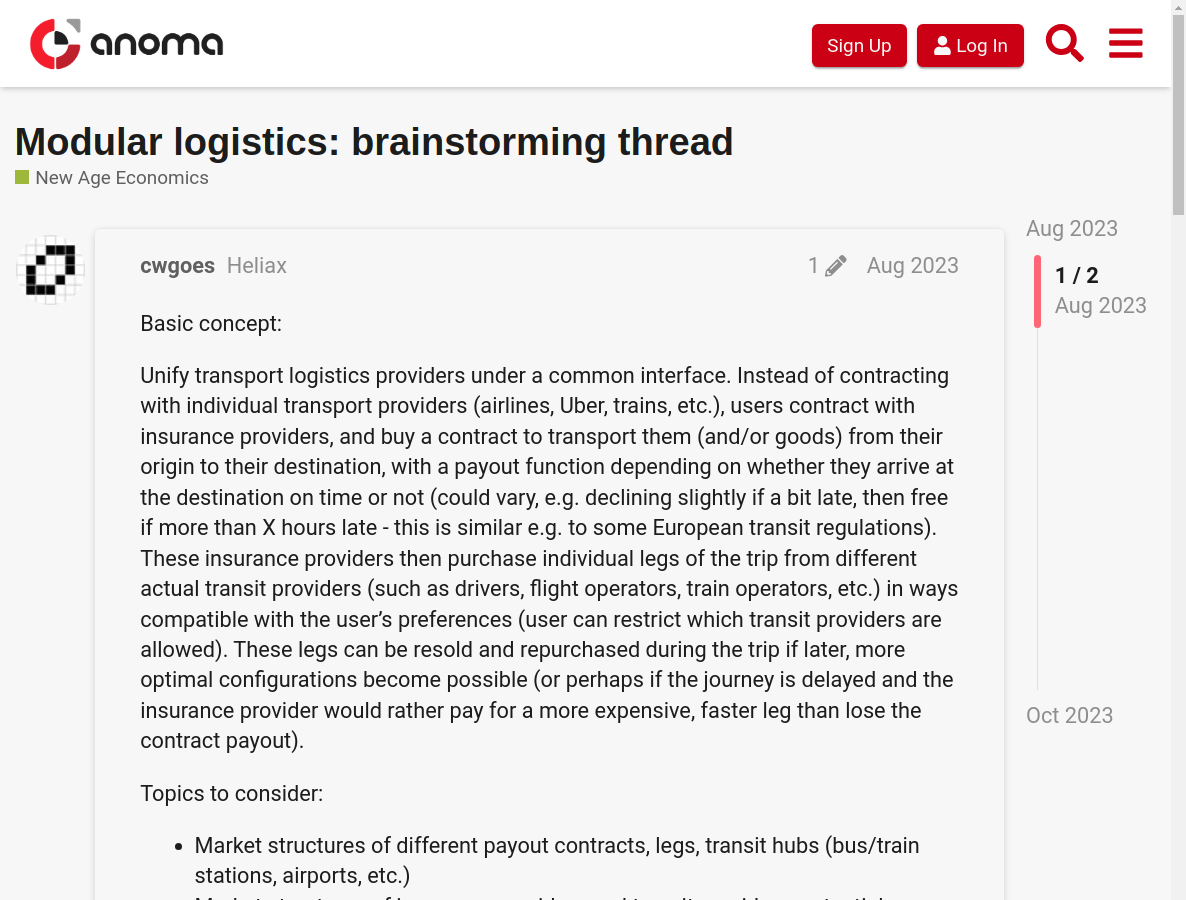 anoma
Sign Up
Log In
Modular logistics: brainstorming thread
New Age Economics
cwgoes Heliax
1
Aug 2023
Aug 2023
1 / 2
Aug 2023
Oct 2023
Basic concept:
Unify transport logistics providers under a common interface. Instead of contracting
with individual transport providers (airlines, Uber, trains, etc.), users contract with
insurance providers, and buy a contract to transport them (and/or goods) from their
origin to their destination, with a payout function depending on whether they arrive at
the destination on time or not (could vary, e.g. declining slightly if a bit late, then free
if more than X hours late - this is similar e.g. to some European transit regulations).
These insurance providers then purchase individual legs of the trip from different
actual transit providers (such as drivers, flight operators, train operators, etc.) in ways
compatible with the user’s preferences (user can restrict which transit providers are
allowed). These legs can be resold and repurchased during the trip if later, more
optimal configurations become possible (or perhaps if the journey is delayed and the
insurance provider would rather pay for a more expensive, faster leg than lose the
contract payout).
Topics to consider:
• Market structures of different payout contracts, legs, transit hubs (bus/train
stations, airports, etc.)